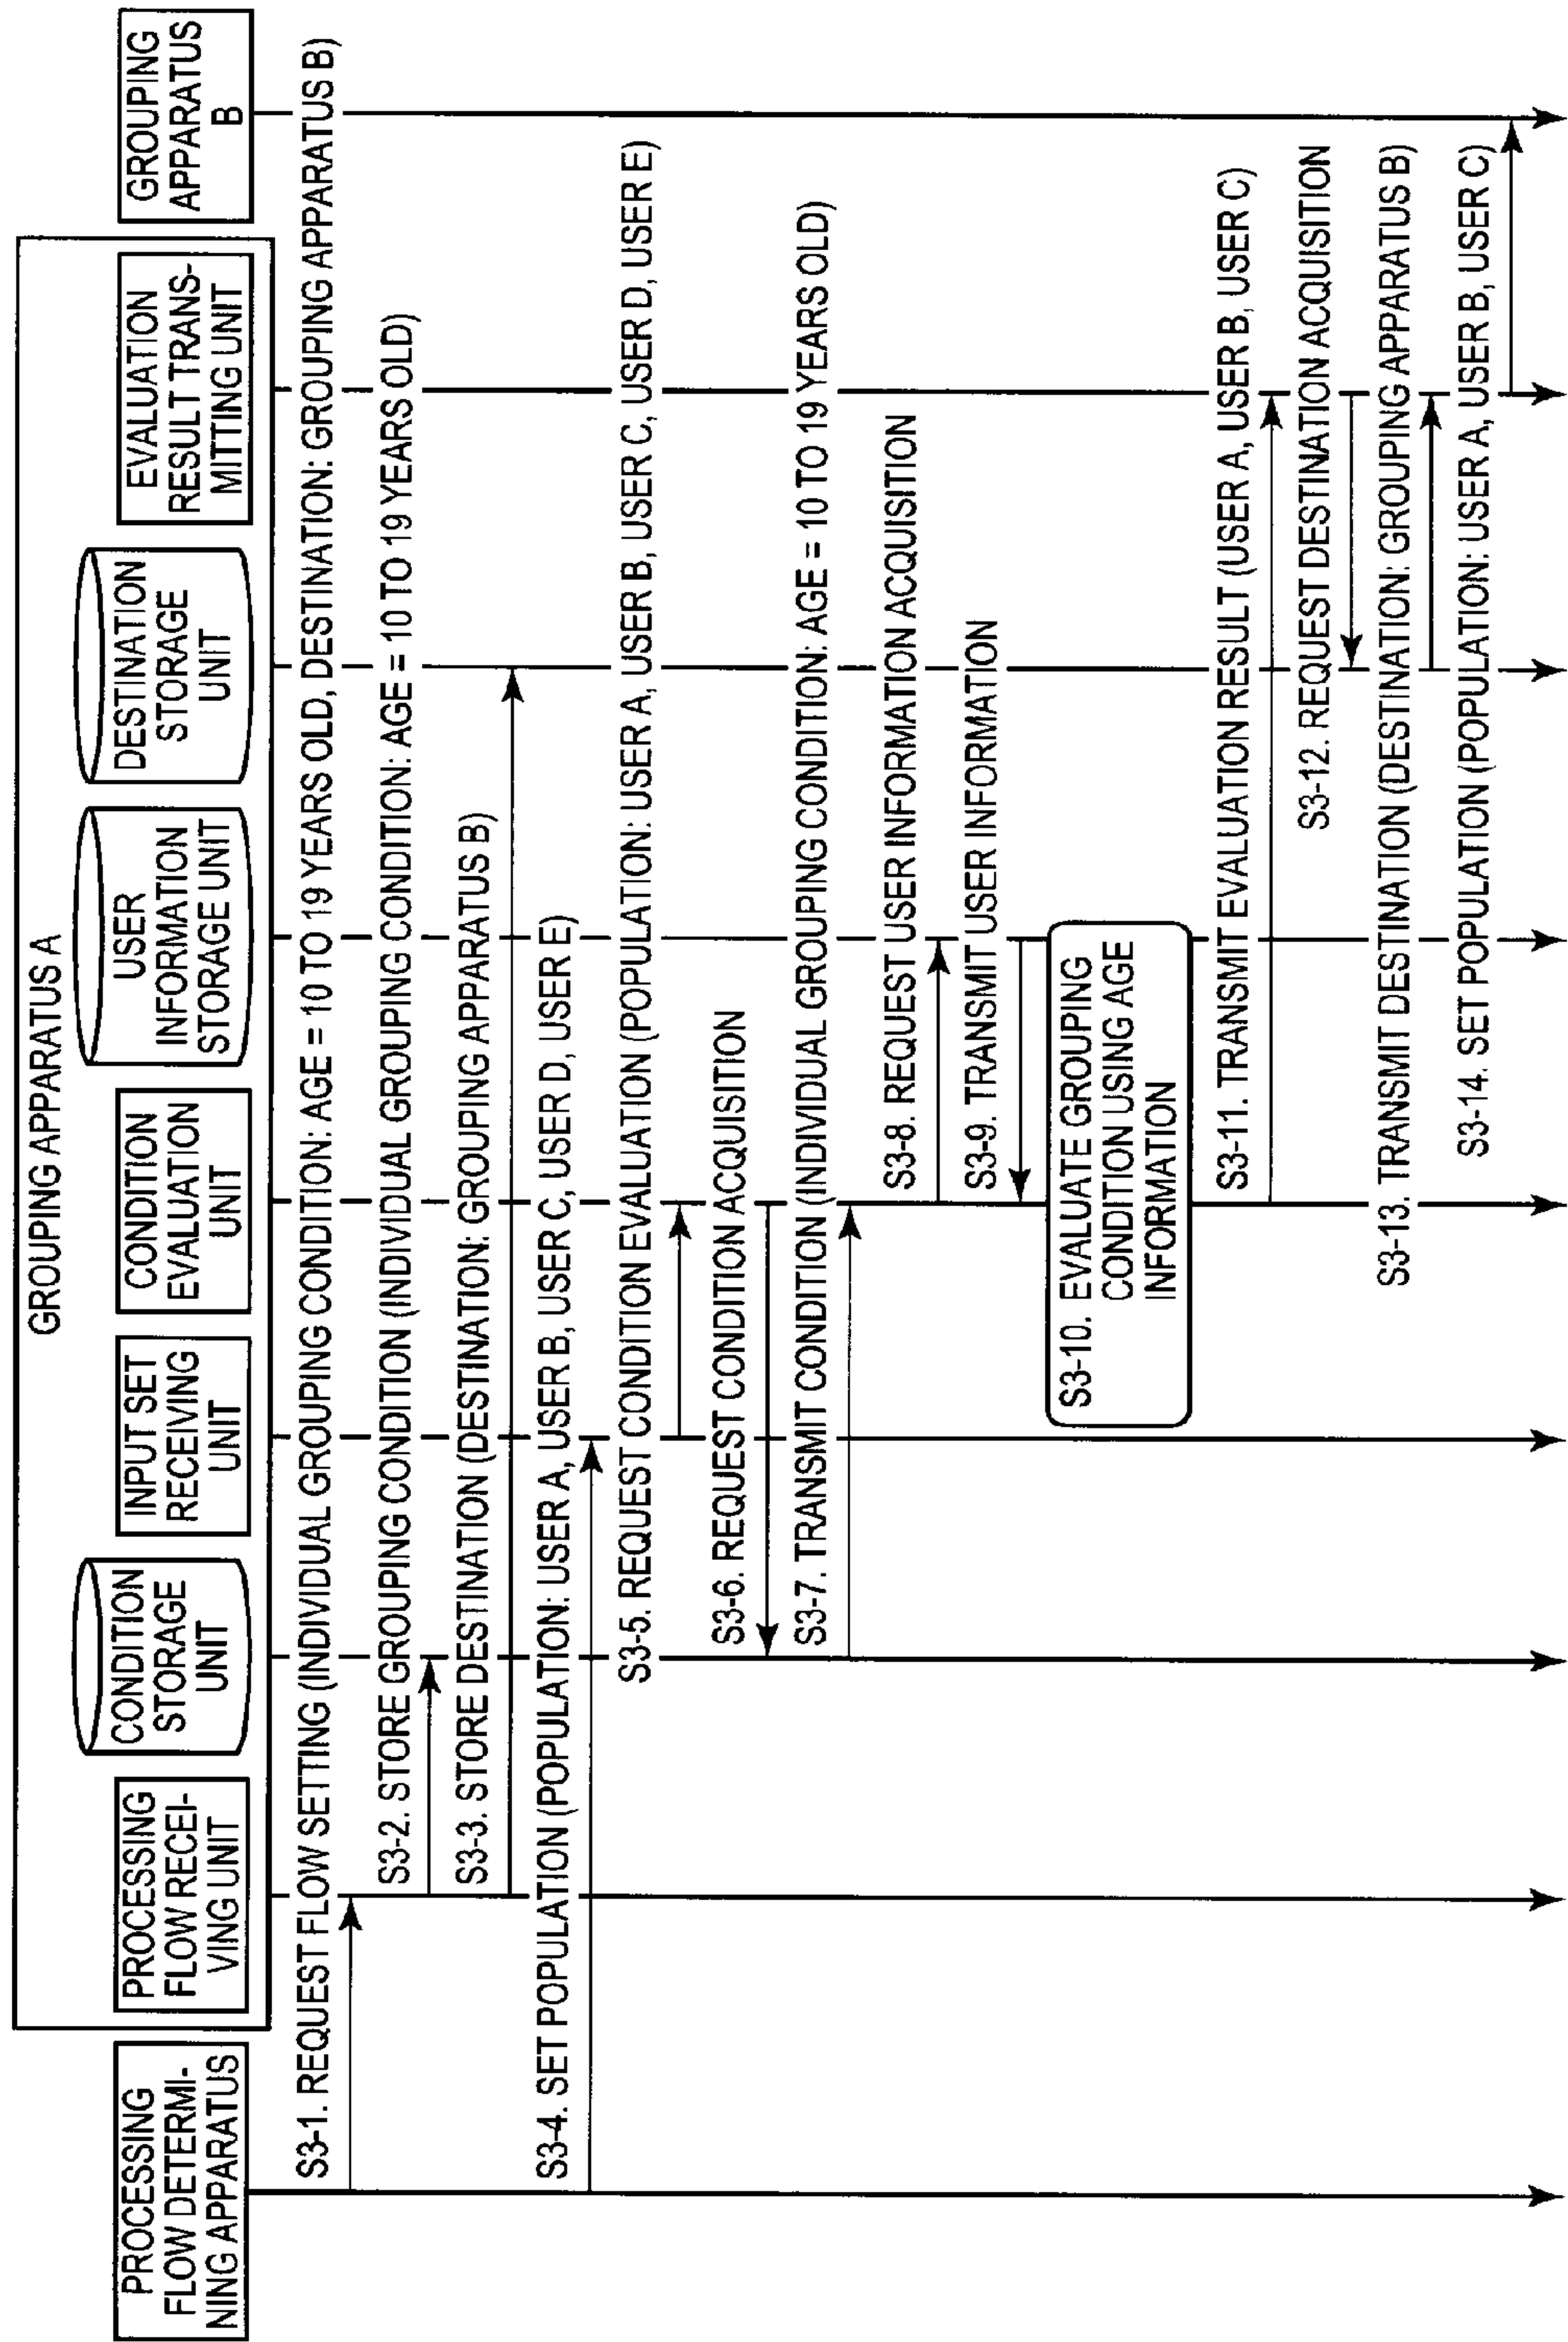 GROUPING APPARATUS A
PROCESSING
FLOW DETERMI-
NING APPARATUS
PROCESSING
FLOW RECEI-
VING UNIT
CONDITION
STORAGE
UNIT
INPUT SET
RECEIVING
UNIT
CONDITION
EVALUATION
UNIT
USER
INFORMATION
STORAGE UNIT
DESTINATION
STORAGE
UNIT
EVALUATION
RESULT TRANS-
MITTING UNIT
GROUPING
APPARATUS
B
S3-1. REQUEST FLOW SETTING (INDIVIDUAL GROUPING CONDITION: AGE = 10 TO 19 YEARS OLD, DESTINATION: GROUPING APPARATUS B)
S3-2. STORE GROUPING CONDITION (INDIVIDUAL GROUPING CONDITION: AGE = 10 TO 19 YEARS OLD)
S3-3. STORE DESTINATION (DESTINATION: GROUPING APPARATUS B)
S3-4. SET POPULATION (POPULATION: USER A, USER B, USER C, USER D, USER E)
S3-5. REQUEST CONDITION EVALUATION (POPULATION: USER A, USER B, USER C, USER D, USER E)
S3-6. REQUEST CONDITION ACQUISITION
S3-7. TRANSMIT CONDITION (INDIVIDUAL GROUPING CONDITION: AGE = 10 TO 19 YEARS OLD)
S3-8. REQUEST USER INFORMATION ACQUISITION
S3-9. TRANSMIT USER INFORMATION
S3-10. EVALUATE GROUPING
CONDITION USING AGE
INFORMATION
S3-11. TRANSMIT EVALUATION RESULT (USER A, USER B, USER C)
S3-12. REQUEST DESTINATION ACQUISITION
S3-13. TRANSMIT DESTINATION (DESTINATION: GROUPING APPARATUS B)
S3-14. SET POPULATION (POPULATION: USER A, USER B, USER C)